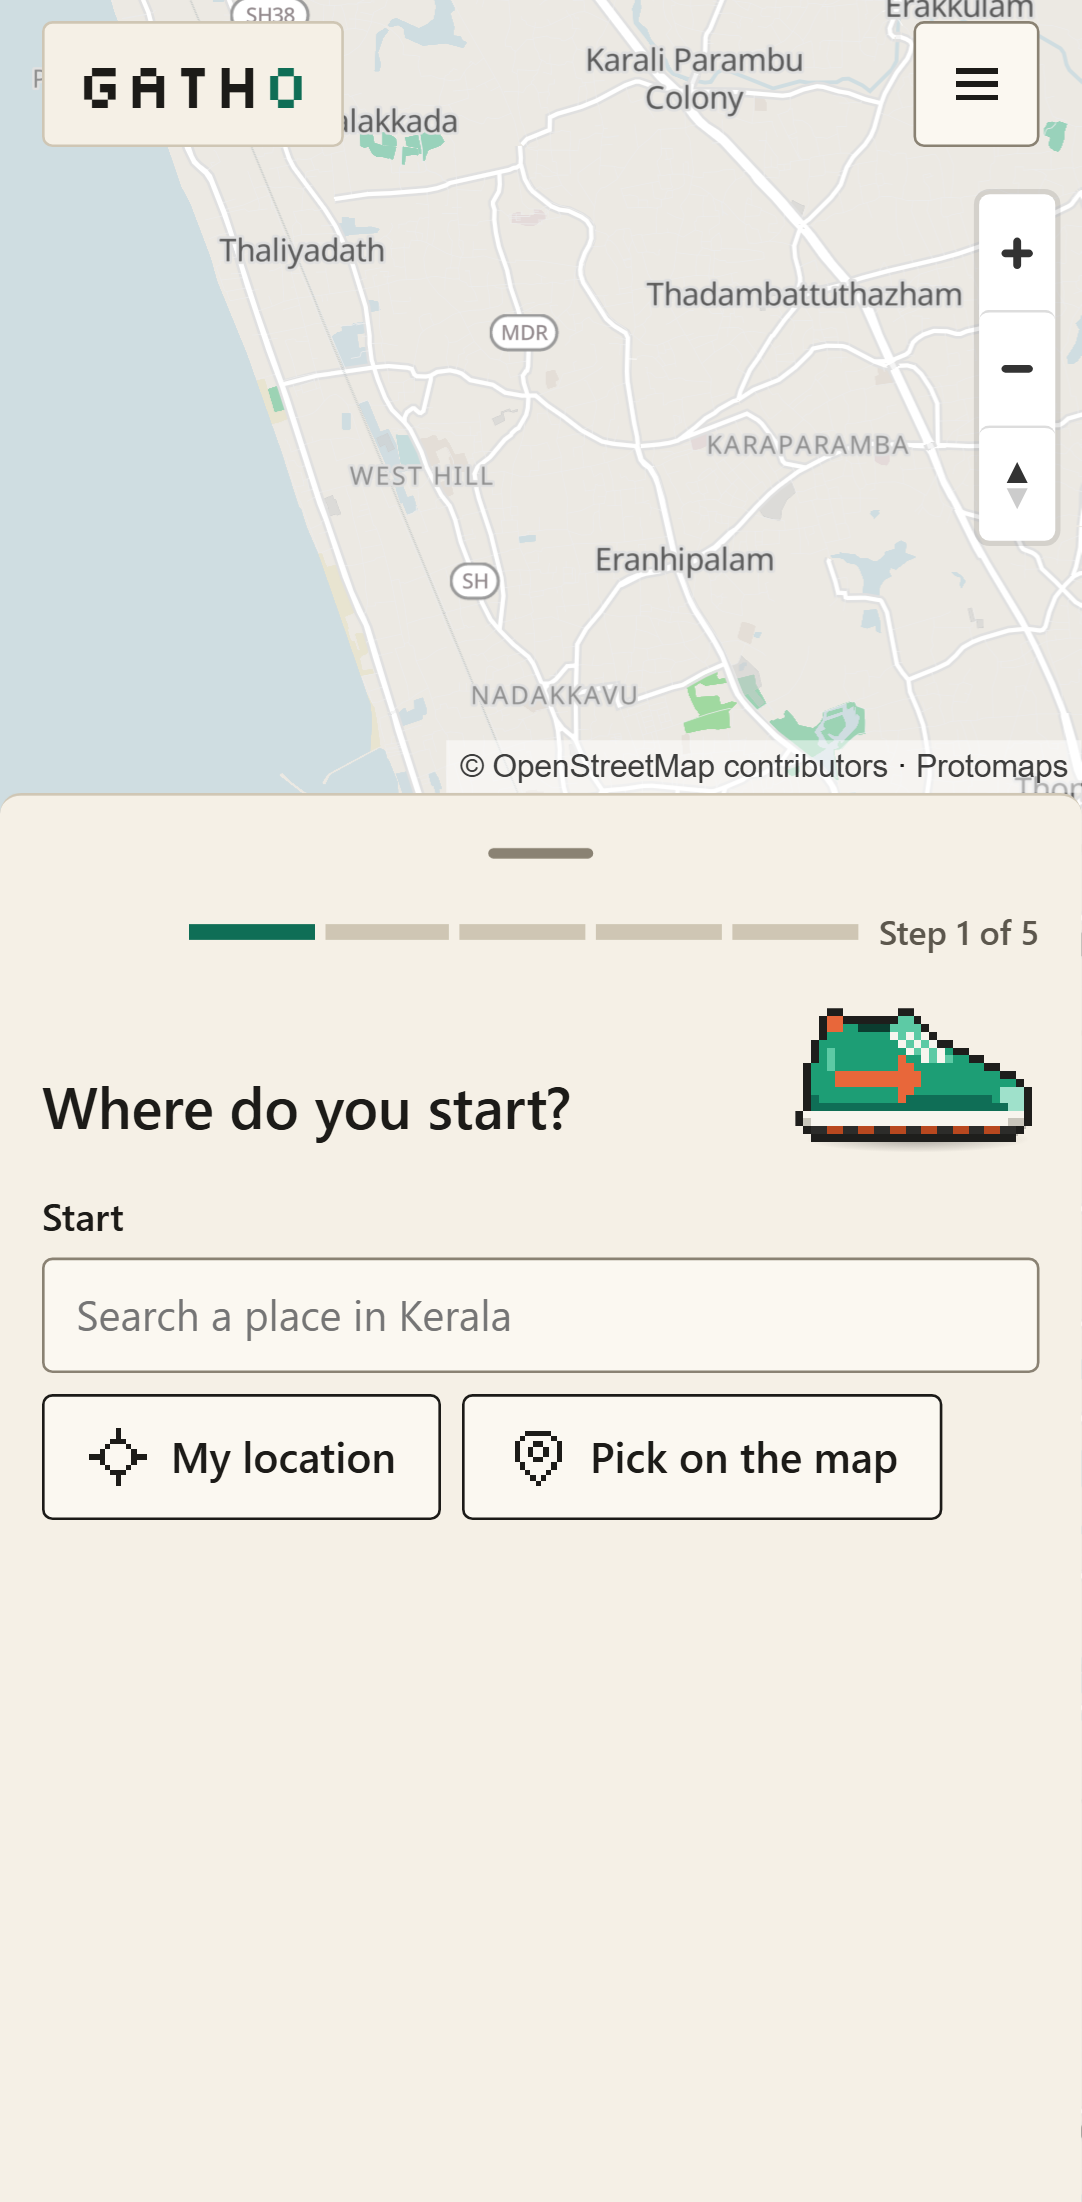 SH38
Erakkulam
GATHO
alakkada
Karali Parambu
Colony
Thaliyadath
Thadambattuthazham
MDR
KARAPARAMBA
WEST HILL
Eranhipalam
SH
NADAKKAVU
© OpenStreetMap contributors · Protomaps
Step 1 of 5
Where do you start?
Start
Search a place in Kerala
My location
Pick on the map